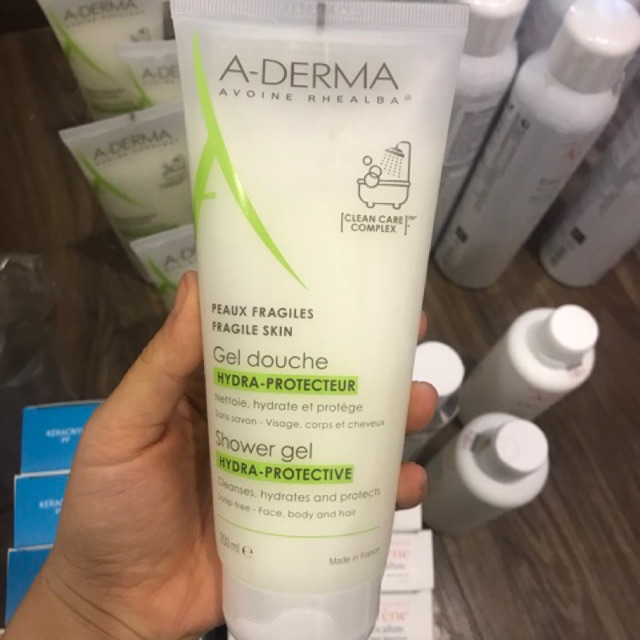 A-DERMA
AVOINE RHEALBA®
CLEAN CARE
COMPLEX
PEAUX FRAGILES
FRAGILE SKIN
Gel douche
HYDRA-PROTECTEUR
Nettoie, hydrate et protège
Sans savon - Visage, corps et cheveux
Shower gel
HYDRA-PROTECTIVE
Cleanses, hydrates and protects
Soap-free - Face, body and hair
200 ml e
Made in France
A-DERMA